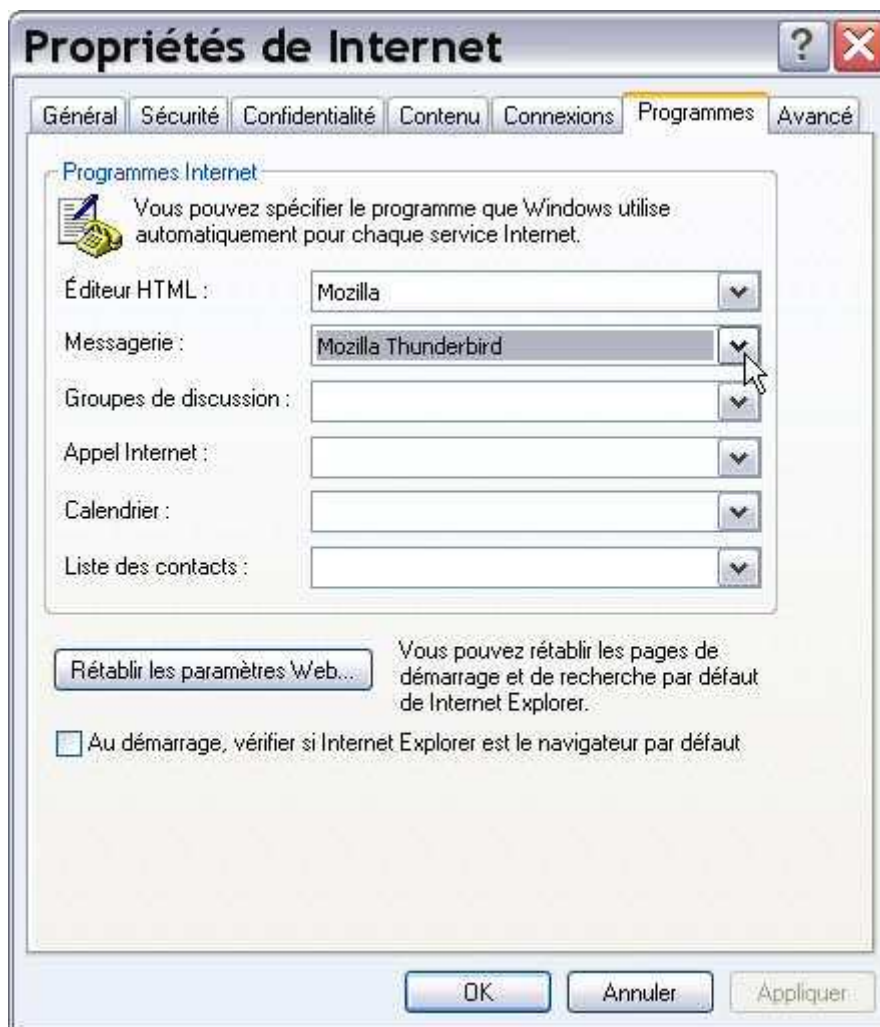 Propriétés de Internet
Général Sécurité Confidentialité Contenu Connexions Programmes Avancé
Programmes Internet
Vous pouvez spécifier le programme que Windows utilise
automatiquement pour chaque service Internet.
Éditeur HTML : Mozilla
Messagerie : Mozilla Thunderbird
Groupes de discussion :
Appel Internet :
Calendrier :
Liste des contacts :
Rétablir les paramètres Web...
Vous pouvez rétablir les pages de
démarrage et de recherche par défaut
de Internet Explorer.
Au démarrage, vérifier si Internet Explorer est le navigateur par défaut
OK Annuler Appliquer